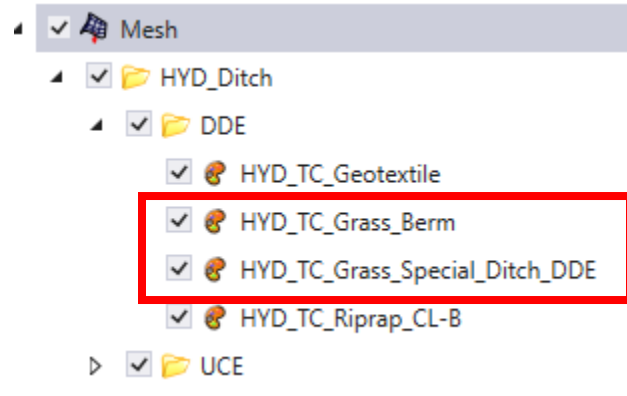 Mesh
HYD_Ditch
DDE
HYD_TC_Geotextile
HYD_TC_Grass_Berm
HYD_TC_Grass_Special_Ditch_DDE
HYD_TC_Riprap_CL-B
UCE